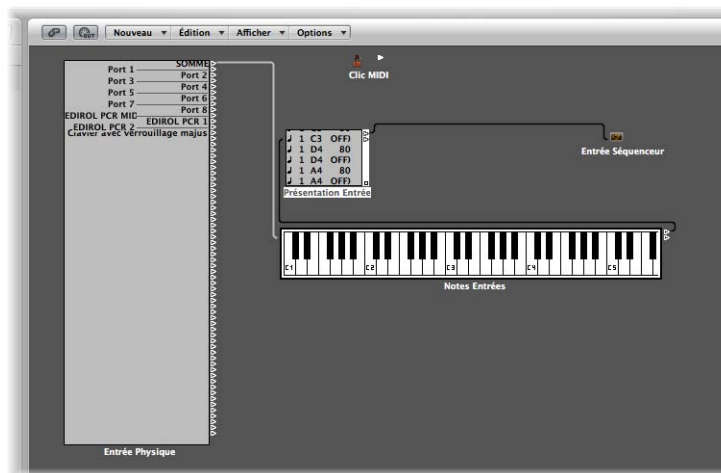 OUT Nouveau Édition Afficher Options
SOMME
Port 1
Port 2
Port 3
Port 4
Port 5
Port 6
Port 7
Port 8
EDIROL PCR MID
EDIROL PCR 1
EDIROL PCR 2
Clavier avec verrouillage majus
Entrée Physique
Clic MIDI
1 C3 OFF)
1 D4 80
1 D4 OFF)
1 A4 80
1 A4 OFF)
Présentation Entrée
Entrée Séquenceur
C1 C2 C3 C4 C5
Notes Entrées